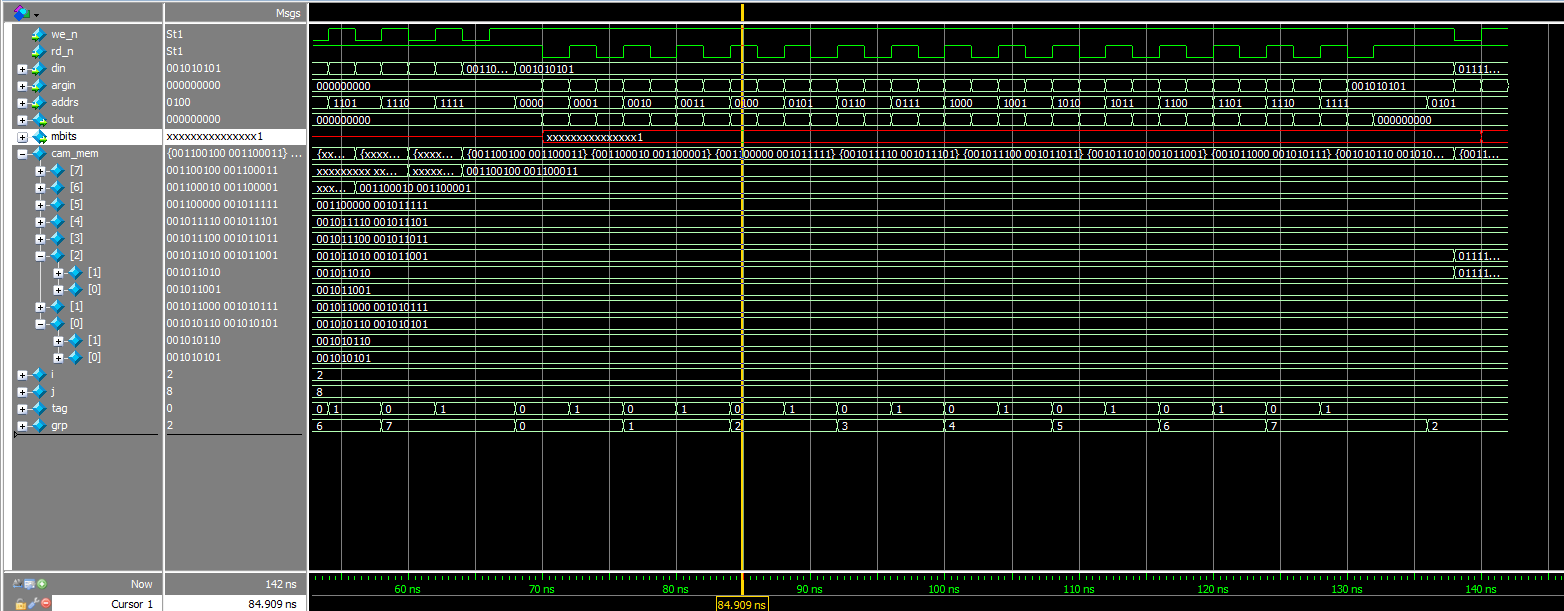 Msgs
we_n St1
rd_n St1
din 001010101 00110... 001010101 01111...
argin 000000000 000000000 001010101
addrs 0100 1101 1110 1111 0000 0001 0010 0011 0100 0101 0110 0111 1000 1001 1010 1011 1100 1101 1110 1111 0101
dout 000000000 000000000 000000000
mbits xxxxxxxxxxxxxxx1 xxxxxxxxxxxxxxx1
cam_mem {001100100 001100011} ... {xx... {xxxx... {xxxx... {001100100 001100011} {001100010 001100001} {001100000 001011111} {001011110 001011101} {001011100 001011011} {001011010 001011001} {001011000 001010111} {001010110 001010... {0011...
[7] 001100100 001100011 xxxxxxxxx xx... xxxxx... 001100100 001100011
[6] 001100010 001100001 xxx... 001100010 001100001
[5] 001100000 001011111 001100000 001011111
[4] 001011110 001011101 001011110 001011101
[3] 001011100 001011011 001011100 001011011
[2] 001011010 001011001 001011010 001011001 01111...
[1] 001011010 001011010 01111...
[0] 001011001 001011001
[1] 001011000 001010111 001011000 001010111
[0] 001010110 001010101 001010110 001010101
[1] 001010110 001010110
[0] 001010101 001010101
i 2 2
j 8 8
tag 0 0 1 0 1 0 1 0 1 0 1 0 1 0 1 0 1 0 1 0 1
grp 2 6 7 0 1 2 3 4 5 6 7 2
Now 142 ns 60 ns 70 ns 80 ns 90 ns 100 ns 110 ns 120 ns 130 ns 140 ns
Cursor 1 84.909 ns 84.909 ns